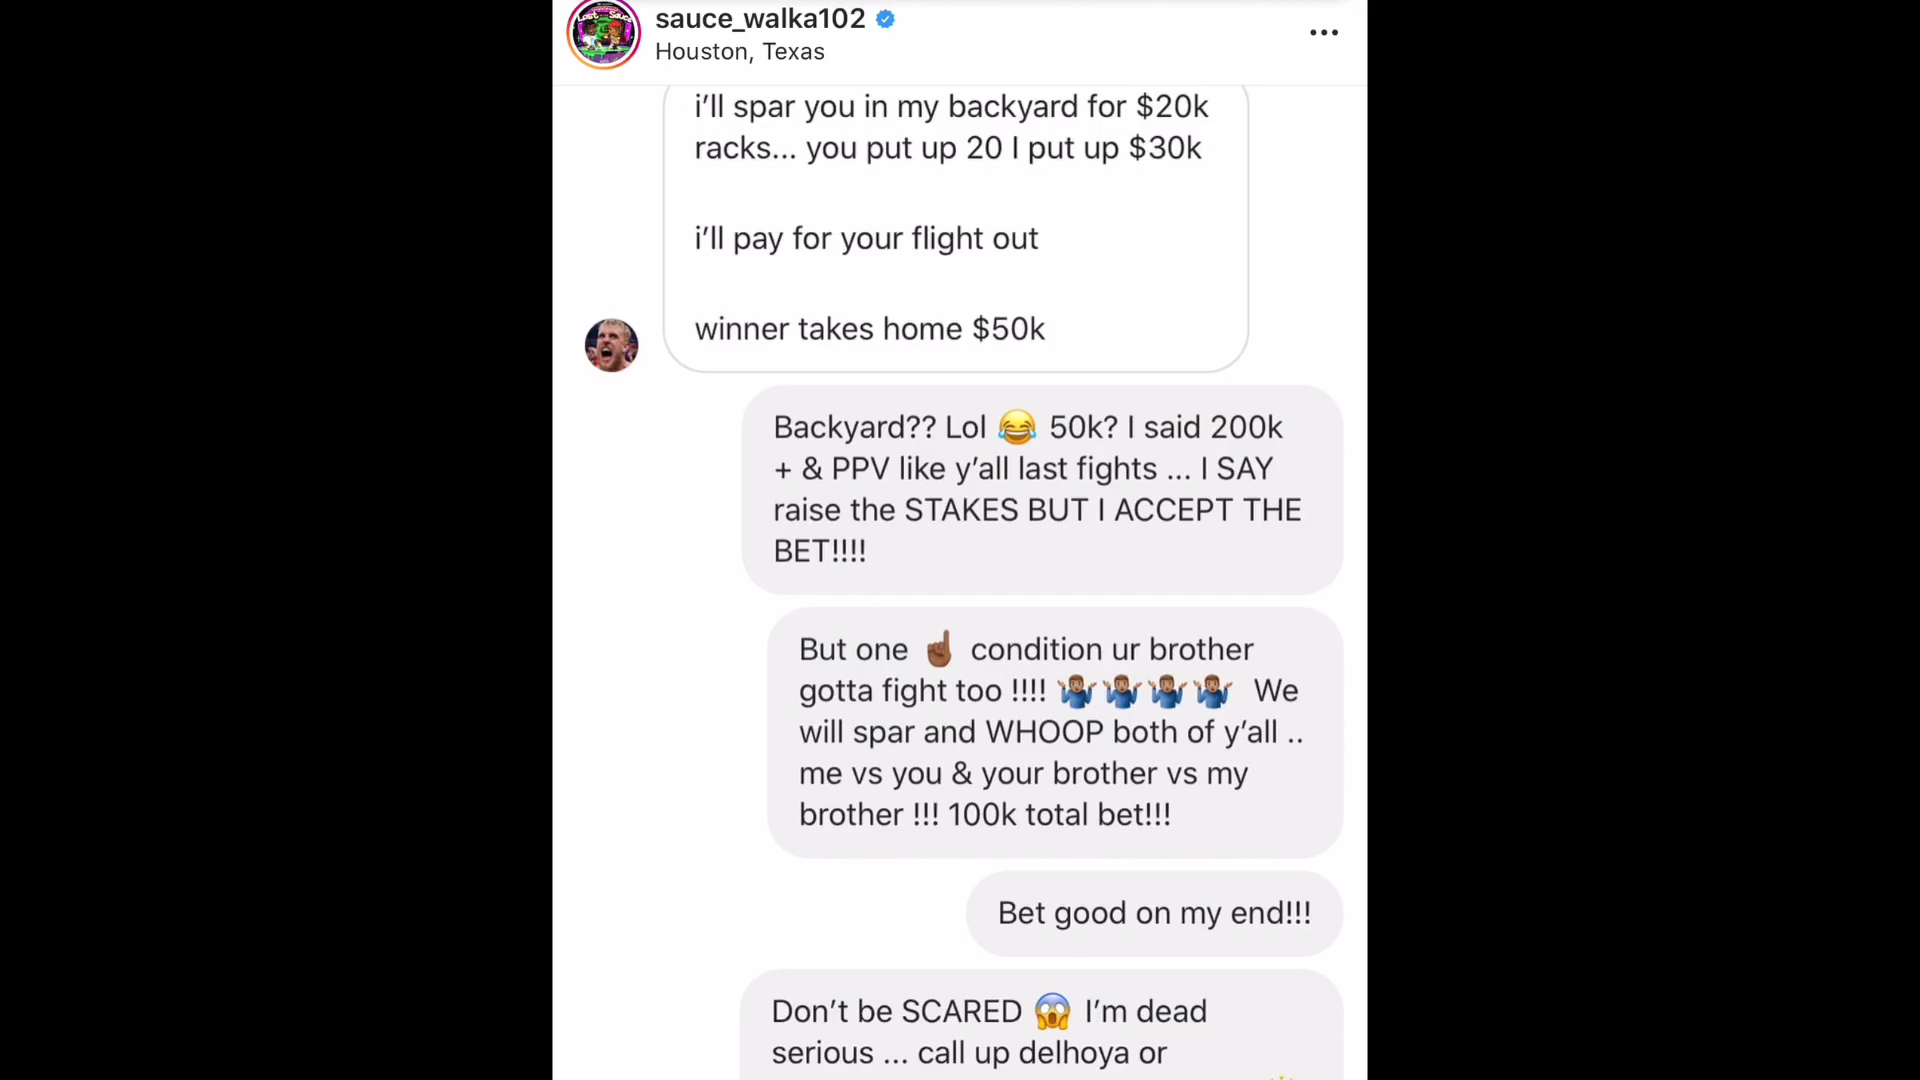 sauce_walka102
Houston, Texas
i’ll spar you in my backyard for $20k
racks... you put up 20 I put up $30k
i’ll pay for your flight out
winner takes home $50k
Backyard?? Lol 😂 50k? I said 200k
+ & PPV like y’all last fights ... I SAY
raise the STAKES BUT I ACCEPT THE
BET!!!!
But one ☝🏾 condition ur brother
gotta fight too !!!! 🤷🏽‍♂️🤷🏽‍♂️🤷🏽‍♂️🤷🏽‍♂️ We
will spar and WHOOP both of y’all ..
me vs you & your brother vs my
brother !!! 100k total bet!!!
Bet good on my end!!!
Don’t be SCARED 😱 I’m dead
serious ... call up delhoya or